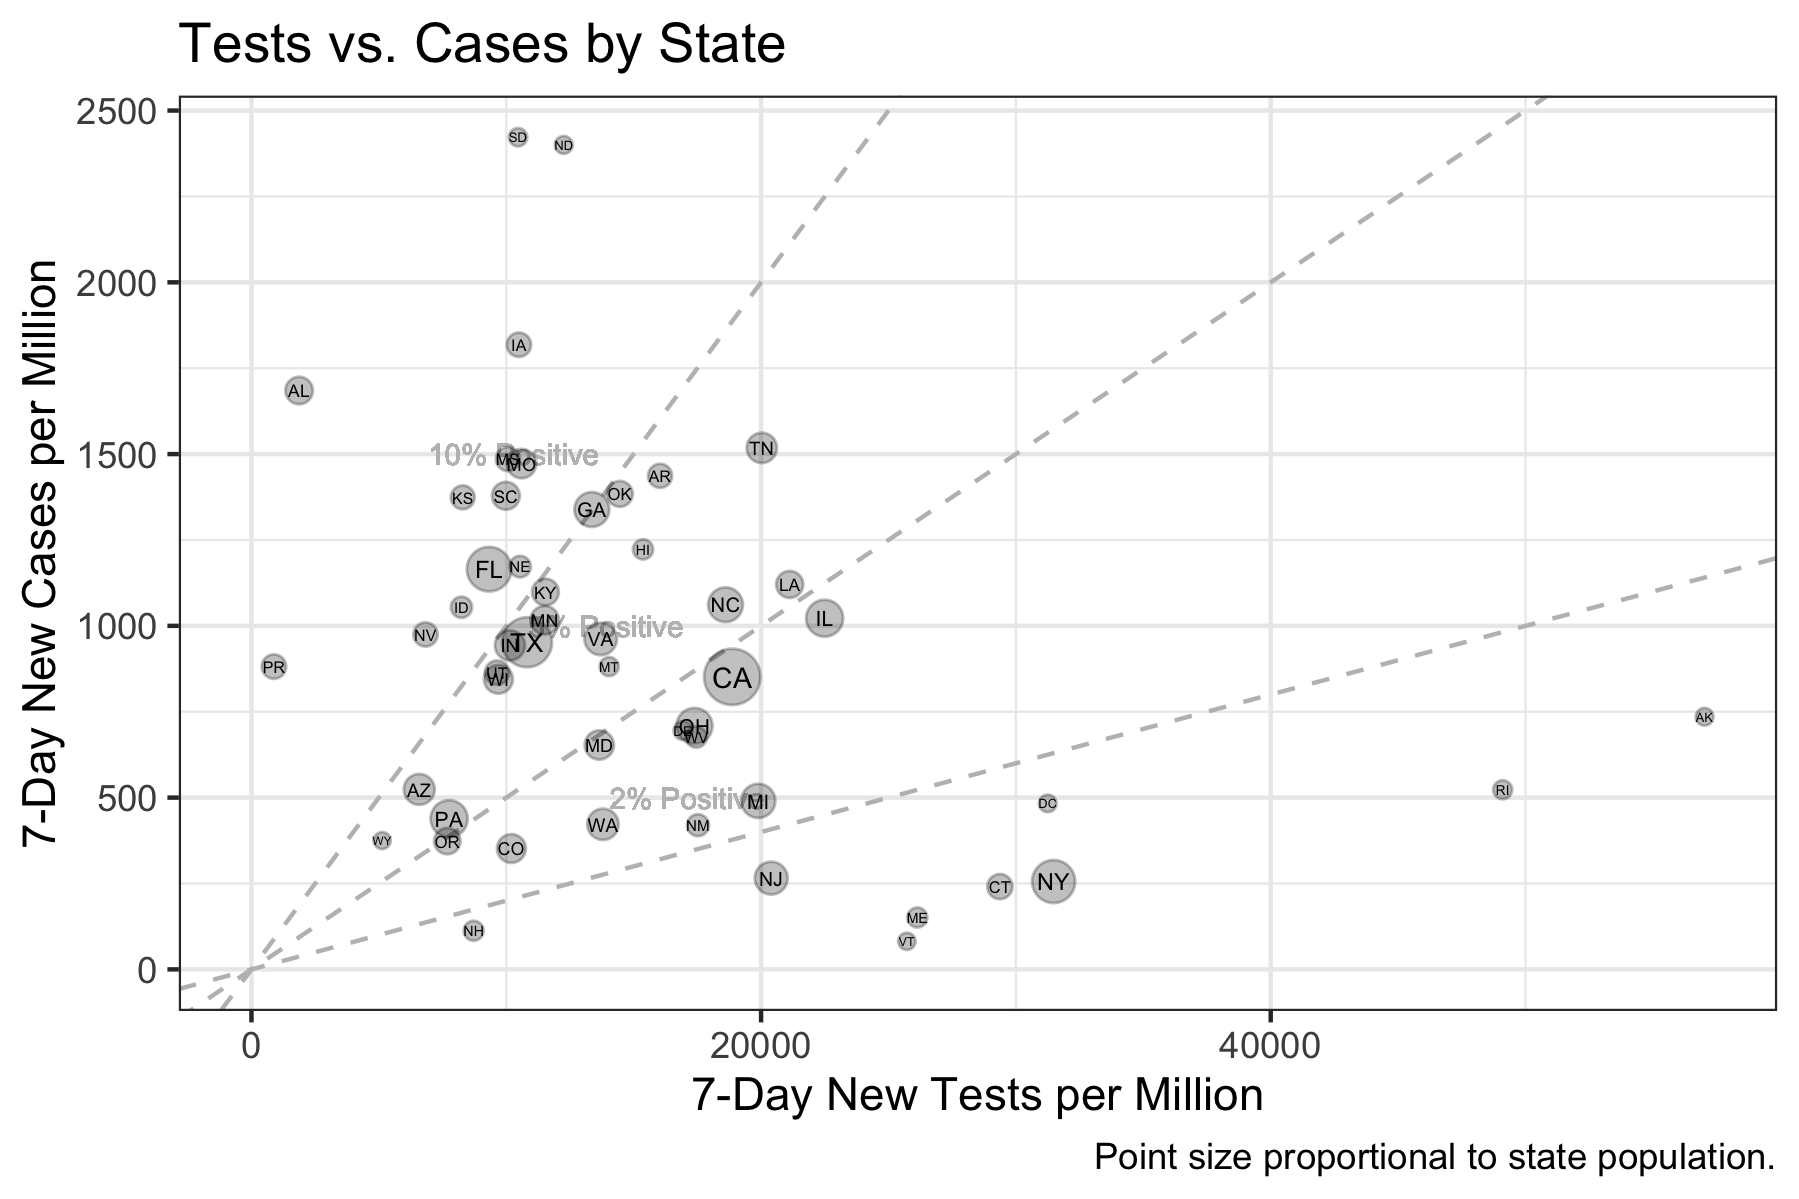 Tests vs. Cases by State
7-Day New Cases per Million
2500
2000
1500
1000
500
0
SD
ND
IA
AL
TN
10% Positive
MS
MO
AR
KS
SC
OK
GA
HI
FL
NE
LA
KY
ID
NC
MN
IL
% Positive
NV
VA
IN
TX
PR
MT
UT
WI
CA
AK
OH
WV
MD
AZ
RI
2% Positive
MI
DC
PA
WA
NM
WY
OR
CO
NJ
NY
CT
ME
NH
VT
0
20000
40000
7-Day New Tests per Million
Point size proportional to state population.